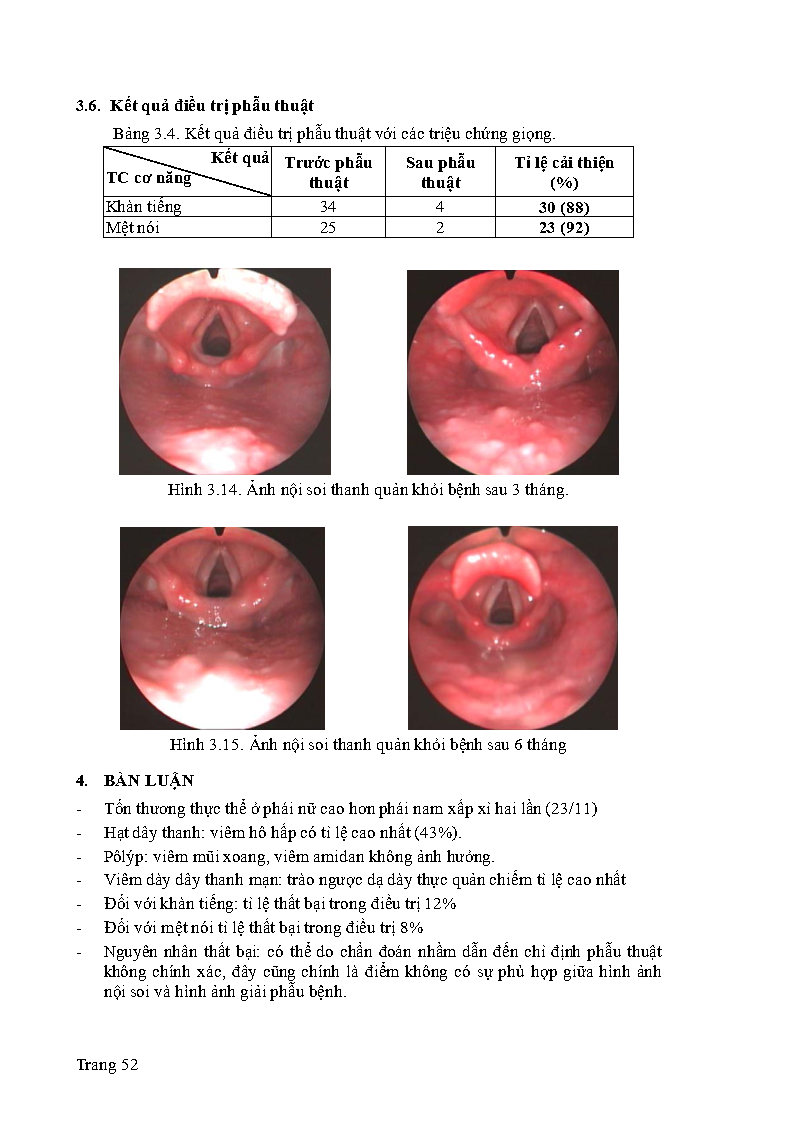 3.6. Kết quả điều trị phẫu thuật
Bảng 3.4. Kết quả điều trị phẫu thuật với các triệu chứng giọng.
Kết quả
TC cơ năng
Trước phẫu thuật
Sau phẫu thuật
Tỉ lệ cải thiện (%)
Khàn tiếng 34 4 30 (88)
Mệt nói 25 2 23 (92)
Hình 3.14. Ảnh nội soi thanh quản khỏi bệnh sau 3 tháng.
Hình 3.15. Ảnh nội soi thanh quản khỏi bệnh sau 6 tháng
4. BÀN LUẬN
- Tổn thương thực thể ở phái nữ cao hơn phái nam xấp xỉ hai lần (23/11)
- Hạt dây thanh: viêm hô hấp có tỉ lệ cao nhất (43%).
- Pôlýp: viêm mũi xoang, viêm amidan không ảnh hưởng.
- Viêm dày dây thanh mạn: trào ngược dạ dày thực quản chiếm tỉ lệ cao nhất
- Đối với khàn tiếng: tỉ lệ thất bại trong điều trị 12%
- Đối với mệt nói tỉ lệ thất bại trong điều trị 8%
- Nguyên nhân thất bại: có thể do chẩn đoán nhầm dẫn đến chỉ định phẫu thuật
không chính xác, đây cũng chính là điểm không có sự phù hợp giữa hình ảnh
nội soi và hình ảnh giải phẫu bệnh.
Trang 52